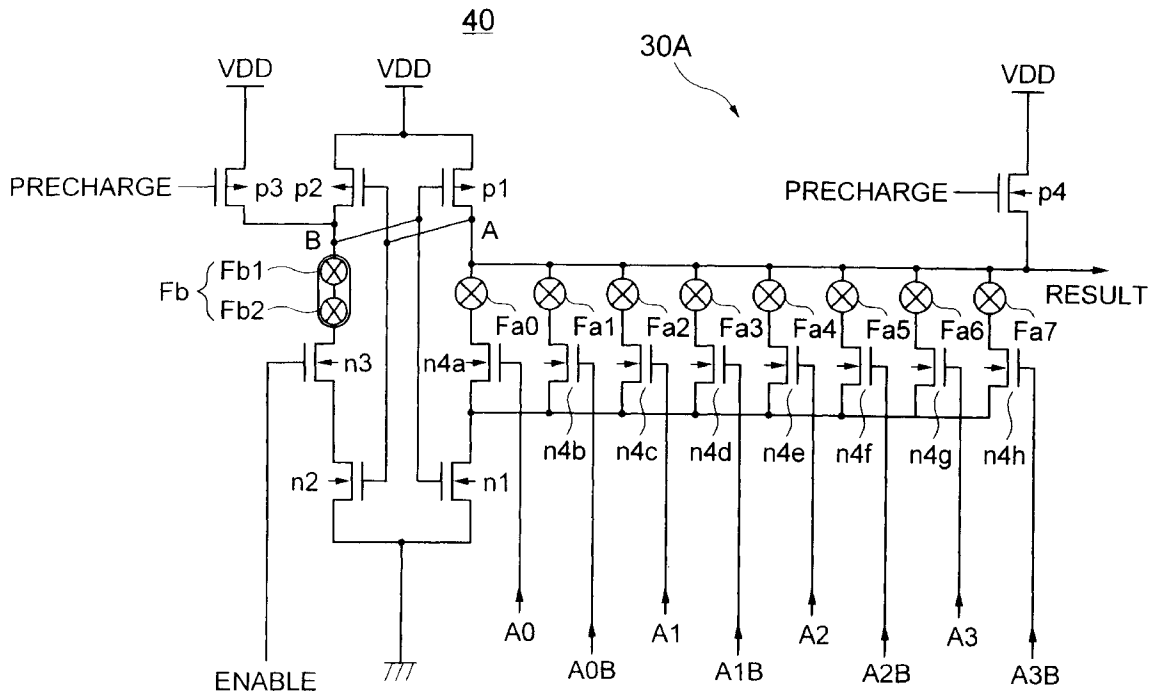 40
30A
VDD
VDD
VDD
PRECHARGE
p3
p2
p1
PRECHARGE
p4
B
A
Fb
Fb1
Fb2
RESULT
Fa0
Fa1
Fa2
Fa3
Fa4
Fa5
Fa6
Fa7
n3
n4a
n4b
n4c
n4d
n4e
n4f
n4g
n4h
n2
n1
A0
A1
A2
A3
A0B
A1B
A2B
A3B
ENABLE